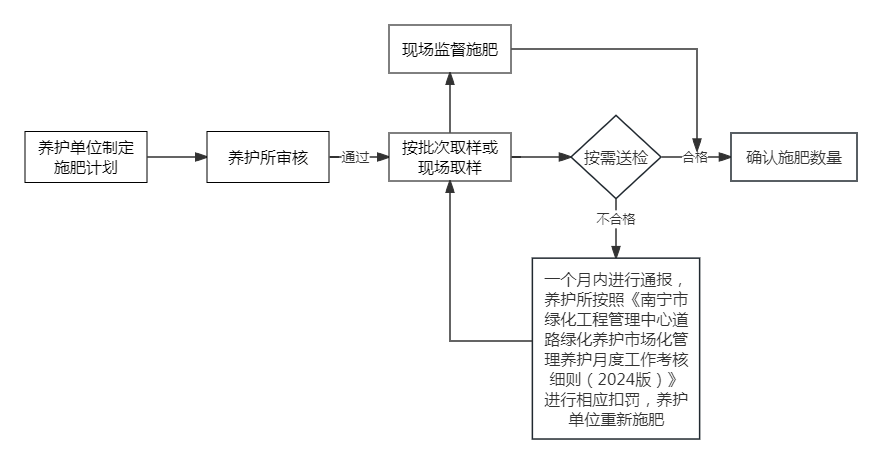 现场监督施肥
养护单位制定
施肥计划
养护所审核
通过
按批次取样或
现场取样
按需送检
合格
确认施肥数量
不合格
一个月内进行通报，
养护所按照《南宁市
绿化工程管理中心道
路绿化养护市场化管
理养护月度工作考核
细则（2024版）》
进行相应扣罚，养护
单位重新施肥